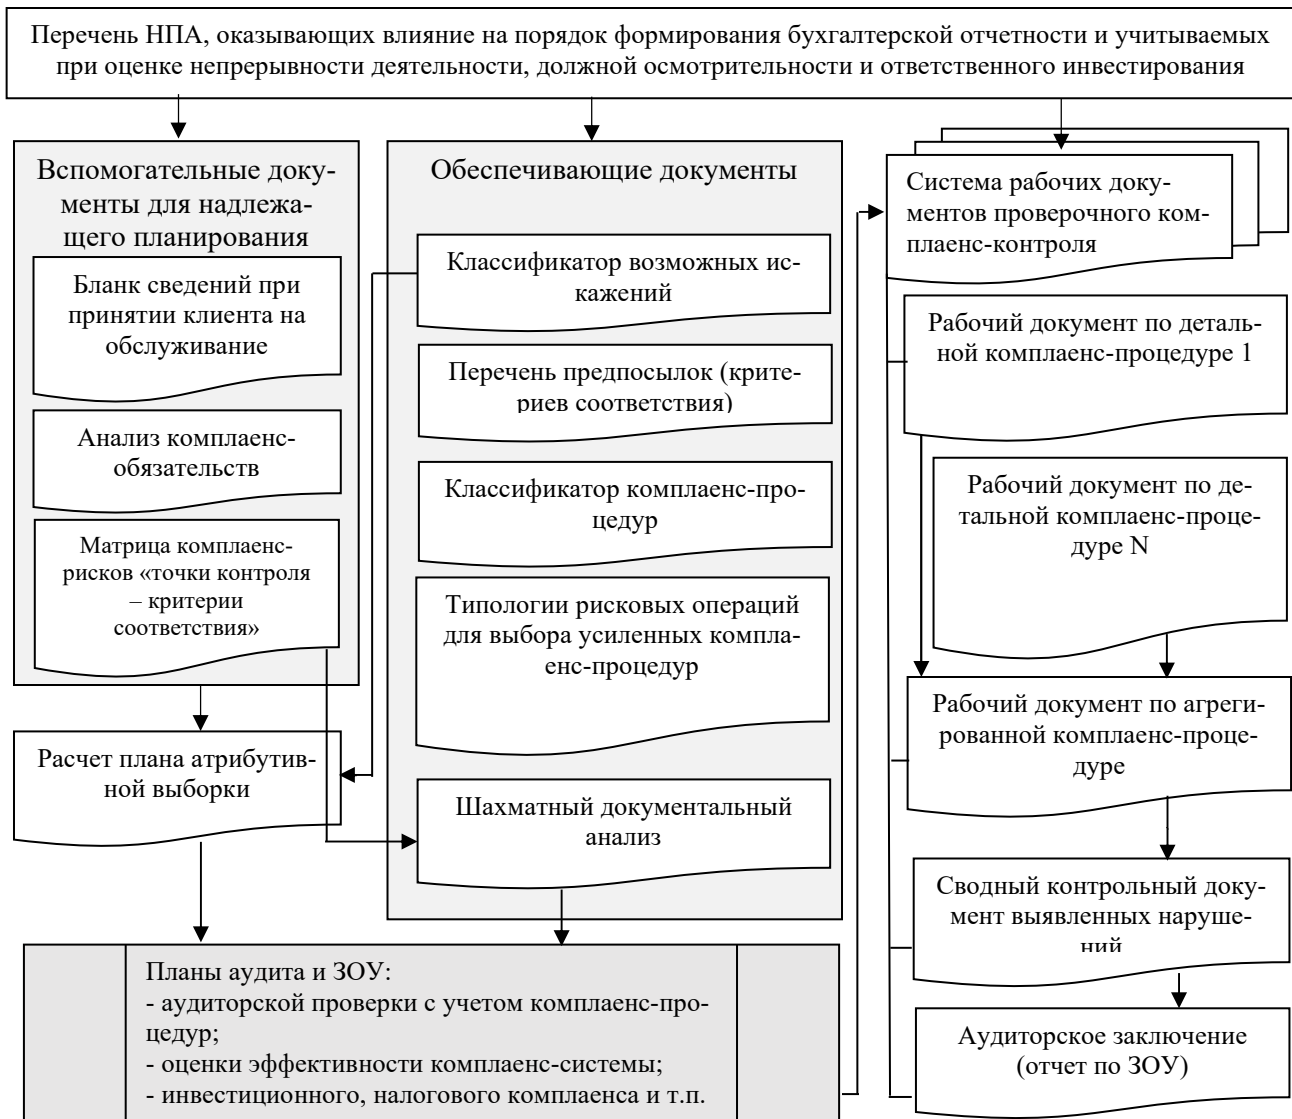 Перечень НПА, оказывающих влияние на порядок формирования бухгалтерской отчетности и учитываемых
при оценке непрерывности деятельности, должной осмотрительности и ответственного инвестирования
Вспомогательные доку-
менты для надлежа-
щего планирования
Бланк сведений при
принятии клиента на
обслуживание
Анализ комплаенс-
обязательств
Матрица комплаенс-
рисков «точки контроля
– критерии
соответствия»
Расчет плана атрибутив-
ной выборки
Обеспечивающие документы
Классификатор возможных ис-
кажений
Перечень предпосылок (крите-
риев соответствия)
Классификатор комплаенс-про-
цедур
Типологии рисковых операций
для выбора усиленных компла-
енс-процедур
Шахматный документальный
анализ
Планы аудита и ЗОУ:
- аудиторской проверки с учетом комплаенс-про-
цедур;
- оценки эффективности комплаенс-системы;
- инвестиционного, налогового комплаенса и т.п.
Система рабочих доку-
ментов проверочного ком-
плаенс-контроля
Рабочий документ по деталь-
ной комплаенс-процедуре 1
Рабочий документ по де-
тальной комплаенс-проце-
дуре N
Рабочий документ по агреги-
рованной комплаенс-проце-
дуре
Сводный контрольный доку-
мент выявленных наруше-
ний
Аудиторское заключение
(отчет по ЗОУ)